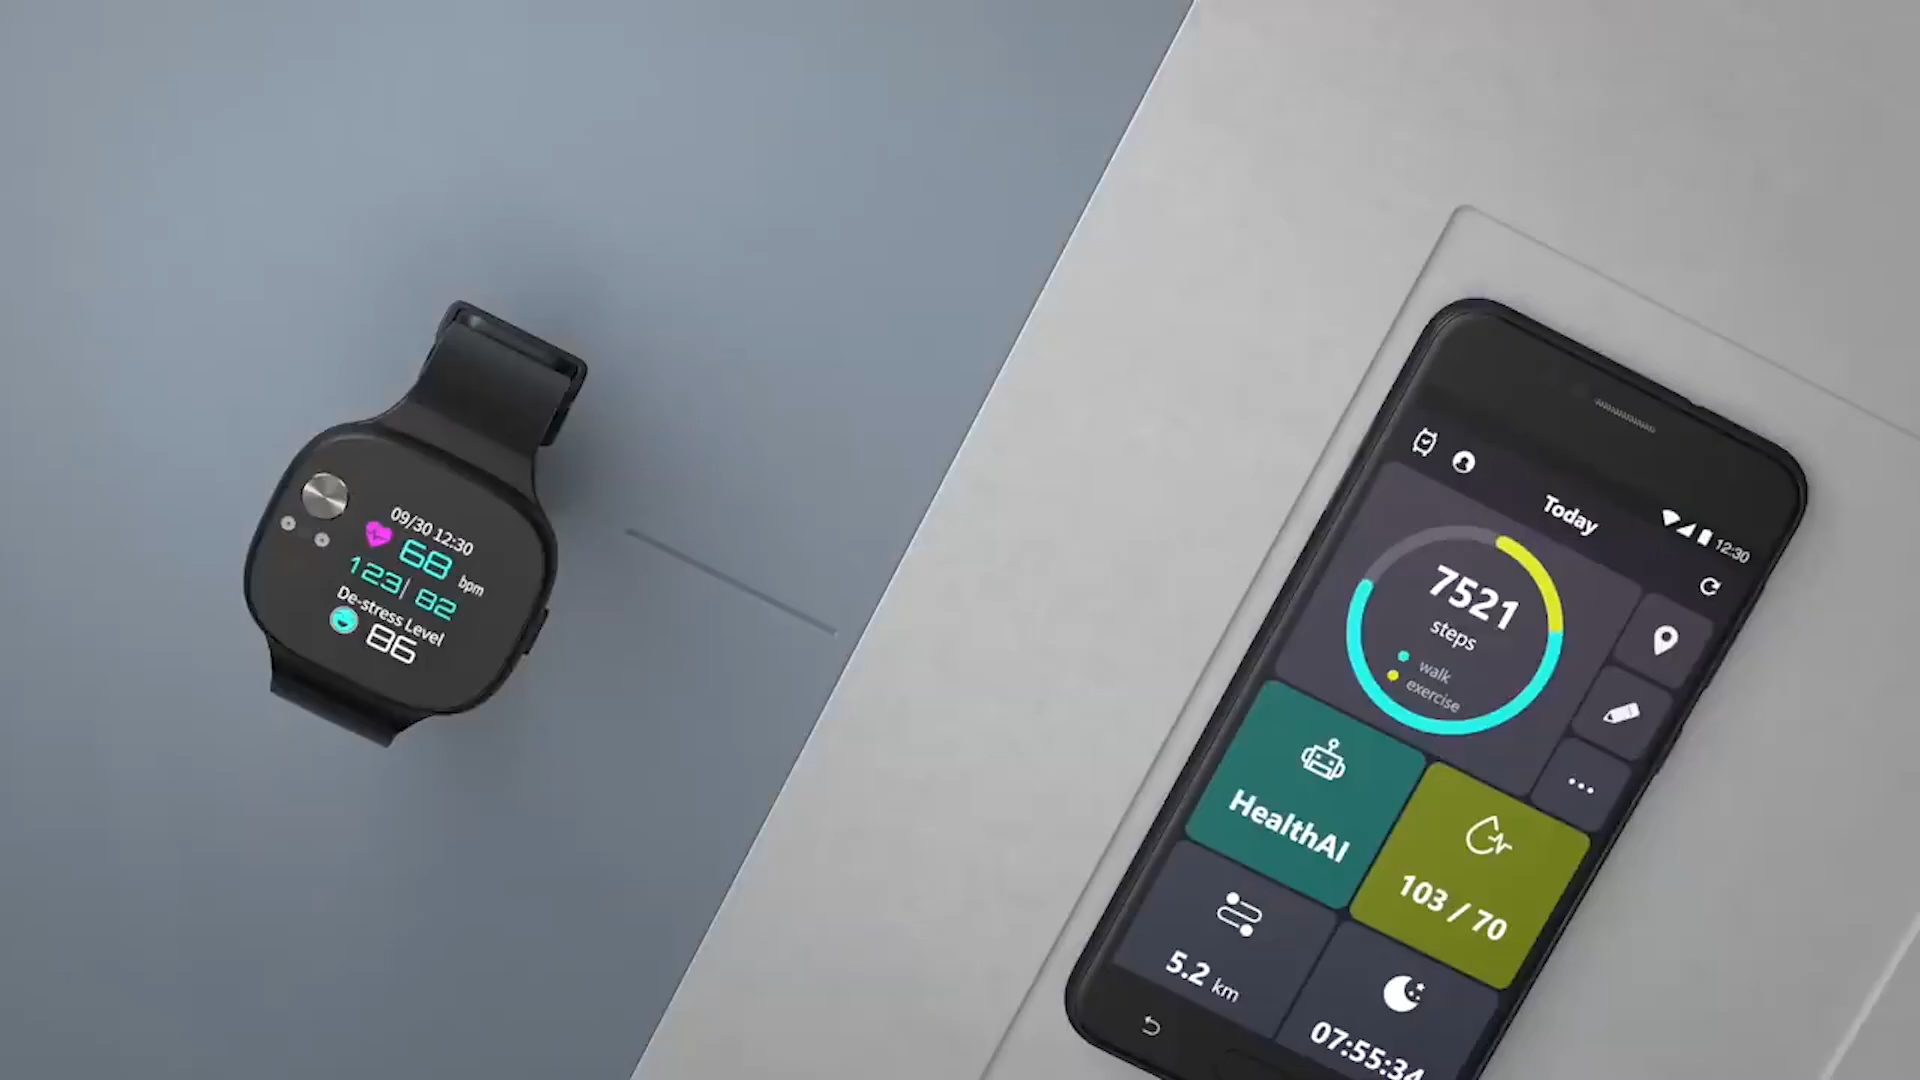 09/30 12:30
68 bpm
123| 82
De-stress Level
86
12:30
Today
7521
steps
walk
exercise
HealthAI
103 / 70
5.2 km
07:55:34